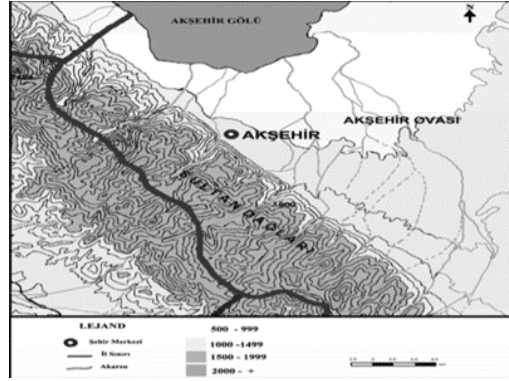 AKŞEHİR GÖLÜ
N
AKŞEHİR OVASI
AKŞEHİR
SULTAN DAĞLARI
LEJAND
Şehir Merkezi
İl Sınırı
Akarsu
500 - 999
1000 -1499
1500 - 1999
2000 - +